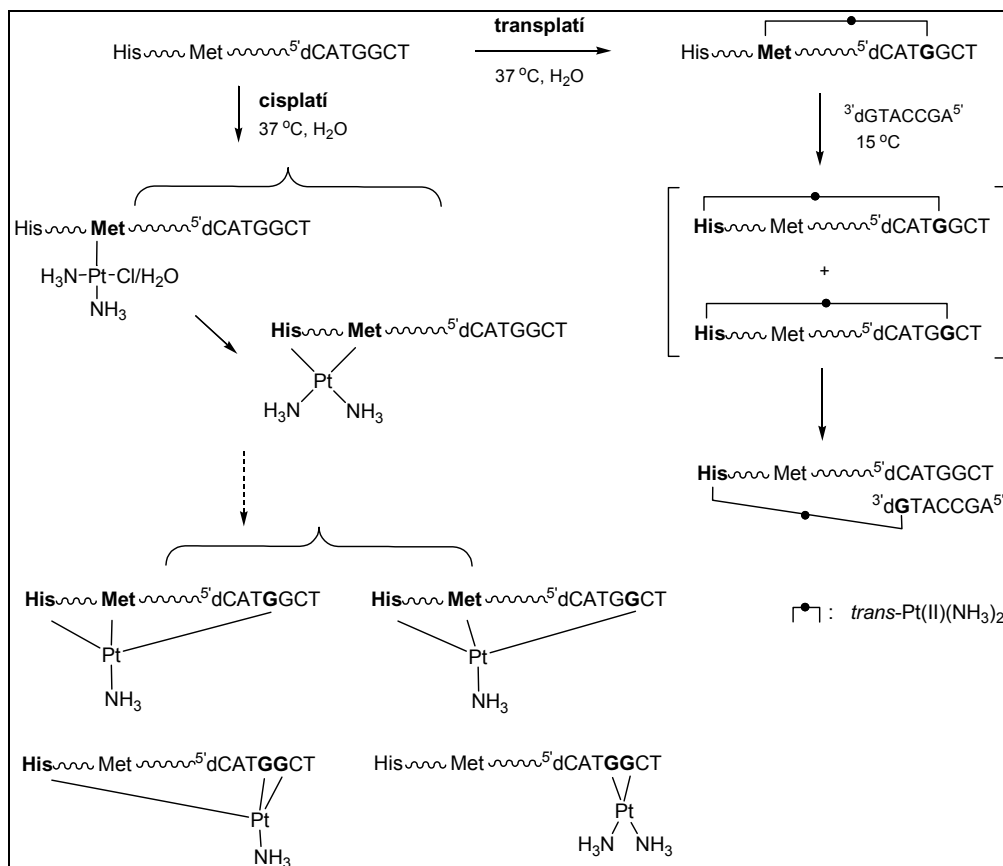 His Met 5'dCATGGCT
transplatí
37 °C, H2O
His Met 5'dCATGGCT
cisplatí
37 °C, H2O
3'dGTACCGA5'
15 °C
His Met 5'dCATGGCT
H3N Pt Cl/H2O
NH3
His Met 5'dCATGGCT
+
His Met 5'dCATGGCT
His Met 5'dCATGGCT
Pt
H3N NH3
His Met 5'dCATGGCT
3'dGTACCGA5'
His Met 5'dCATGGCT
Pt
NH3
His Met 5'dCATGGCT
Pt
NH3
: trans-Pt(II)(NH3)2
His Met 5'dCATGGCT
Pt
NH3
His Met 5'dCATGGCT
Pt
H3N NH3